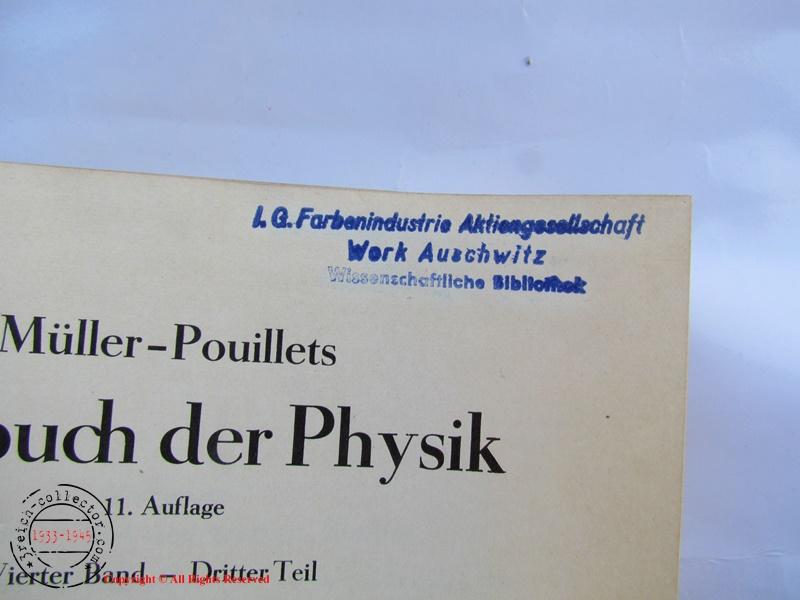 I. G. Farbenindustrie Aktiengesellschaft
Werk Auschwitz
Wissenschaftliche Bibliothek
Müller-Pouillets
buch der Physik
11. Auflage
Vierter Band - Dritter Teil
3reich-collector.com
1933-1945
Copyright © All Rights Reserved